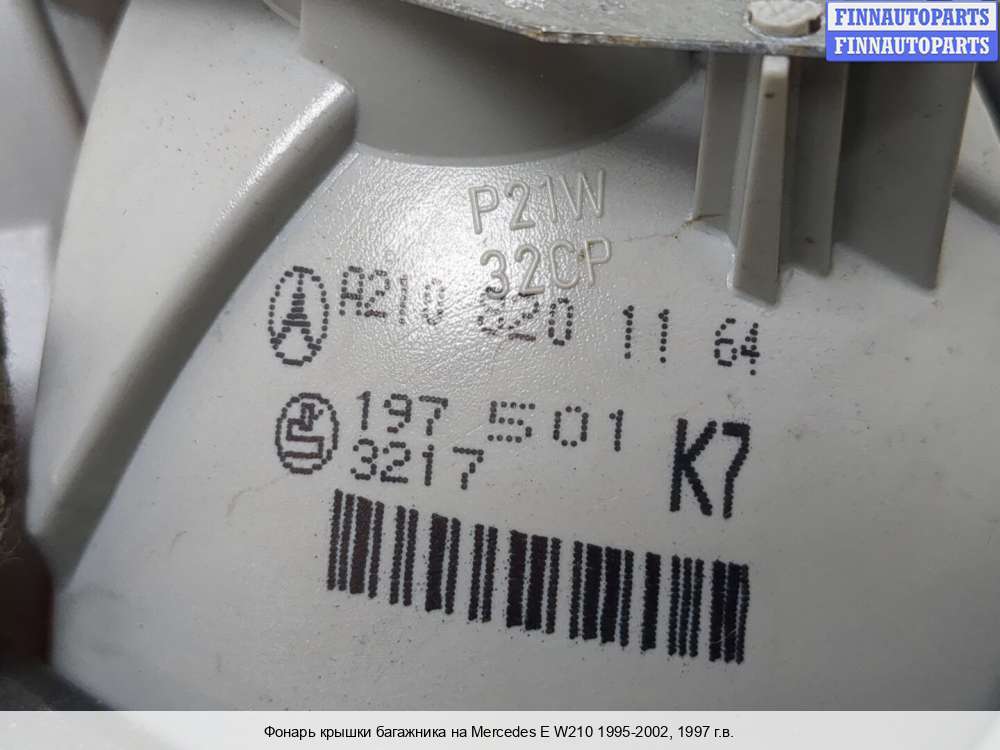 FINNAUTOPARTS
FINNAUTOPARTS
P21W
32CP
A210 820 11 64
197 501
3217
K7
Фонарь крышки багажника на Mercedes E W210 1995-2002, 1997 г.в.